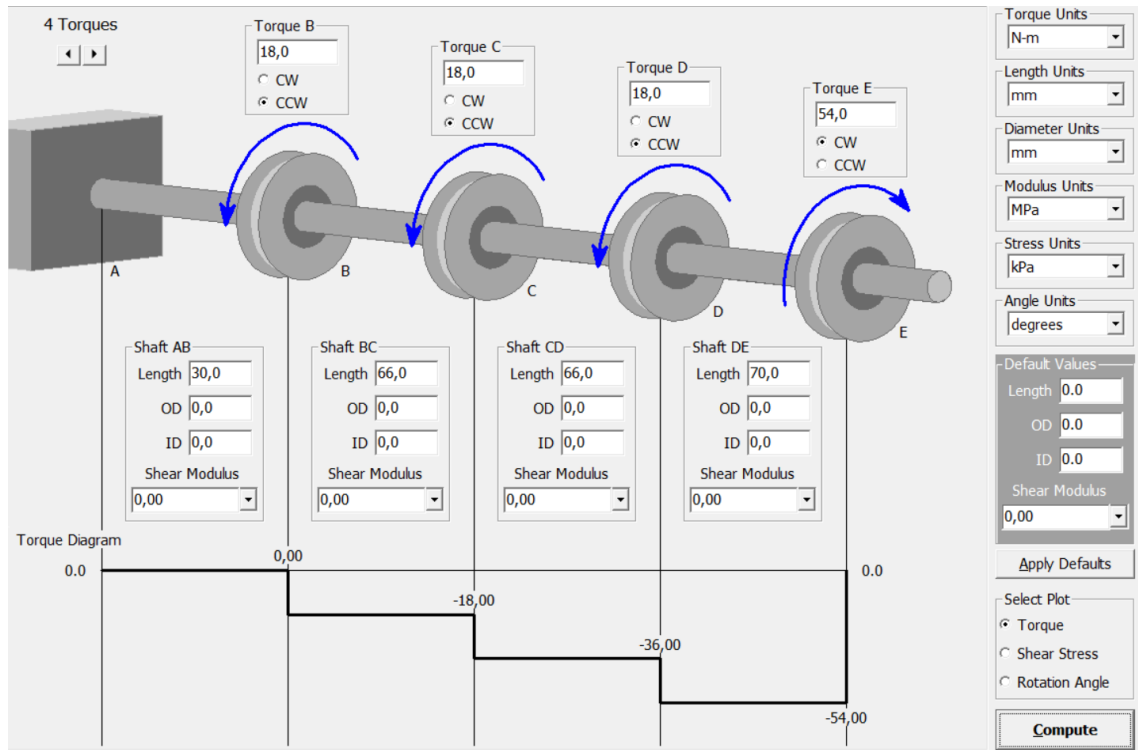 4 Torques
Torque B
18,0
CW
CCW
Torque C
18,0
CW
CCW
Torque D
18,0
CW
CCW
Torque E
54,0
CW
CCW
A
B
C
D
E
Shaft AB
Length 30,0
OD 0,0
ID 0,0
Shear Modulus
0,00
Shaft BC
Length 66,0
OD 0,0
ID 0,0
Shear Modulus
0,00
Shaft CD
Length 66,0
OD 0,0
ID 0,0
Shear Modulus
0,00
Shaft DE
Length 70,0
OD 0,0
ID 0,0
Shear Modulus
0,00
Torque Diagram
0.0
0,00
-18,00
-36,00
-54,00
0.0
Torque Units
N-m
Length Units
mm
Diameter Units
mm
Modulus Units
MPa
Stress Units
kPa
Angle Units
degrees
Default Values
Length 0.0
OD 0.0
ID 0.0
Shear Modulus
0,00
Apply Defaults
Select Plot
Torque
Shear Stress
Rotation Angle
Compute